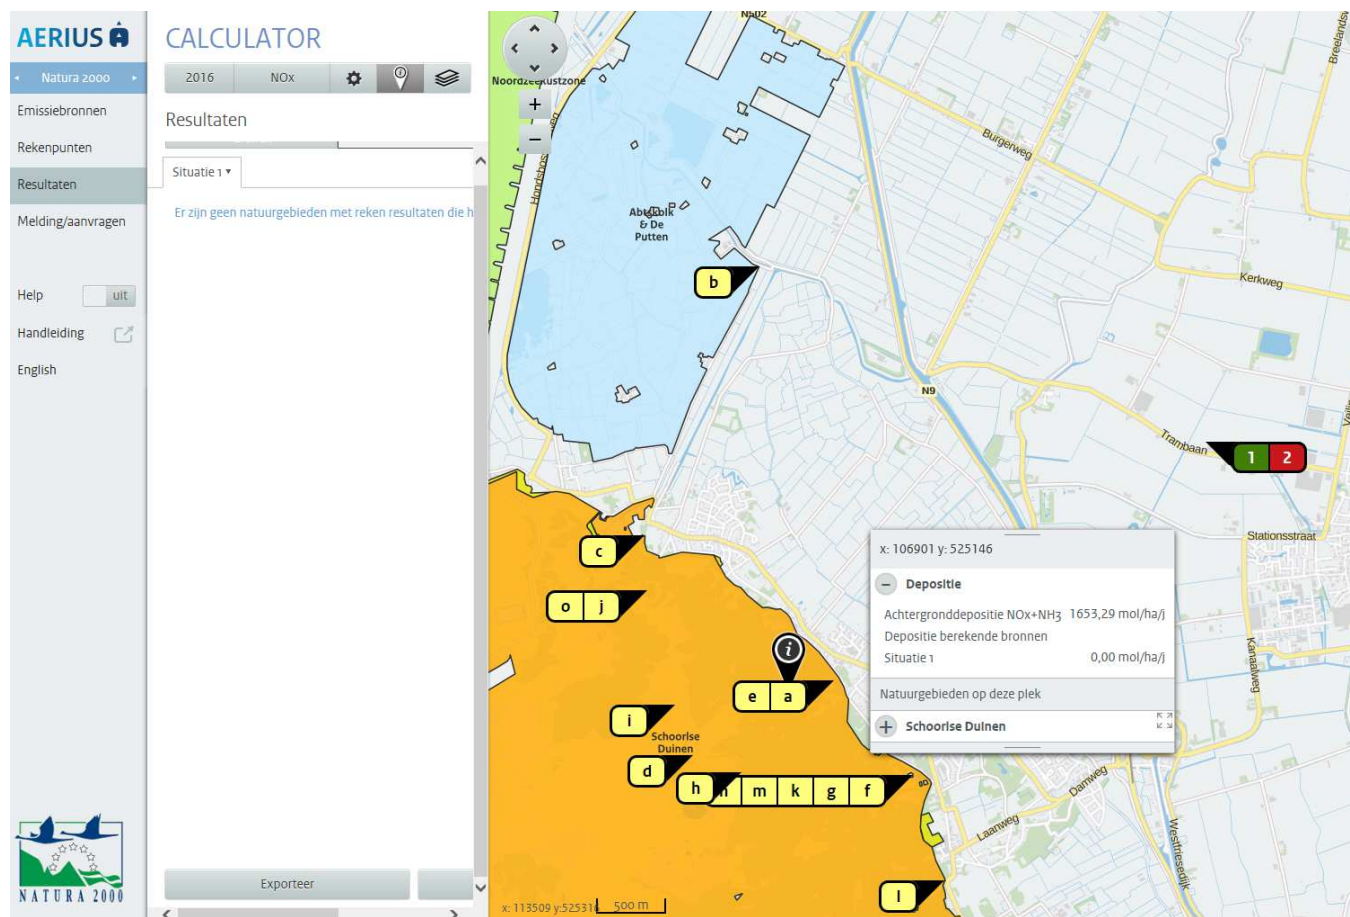 AERIUS
Natura 2000
Emissiebronnen
Rekenpunten
Resultaten
Melding/aanvragen
Help
uit
Handleiding
English
NATURA 2000
CALCULATOR
2016
NOx
Resultaten
Situatie 1 ▾
Er zijn geen natuurgebieden met reken resultaten die h
Exporteer
N502
Noordzeekustzone
+
−
Burgerweg
Abtskolk
& De
Putten
b
Kerkweg
N9
Trambaan
1 2
Stationsstraat
c
o j
i
e a
i
Schoorlse
Duinen
d
h m k g f
l
Kanaalweg
Damweg
Laanweg
Westfriesedijk
x: 106901 y: 525146
− Depositie
Achtergronddepositie NOx+NH3 1653,29 mol/ha/j
Depositie berekende bronnen
Situatie 1 0,00 mol/ha/j
Natuurgebieden op deze plek
+ Schoorlse Duinen
x: 113509 y:525316
500 m